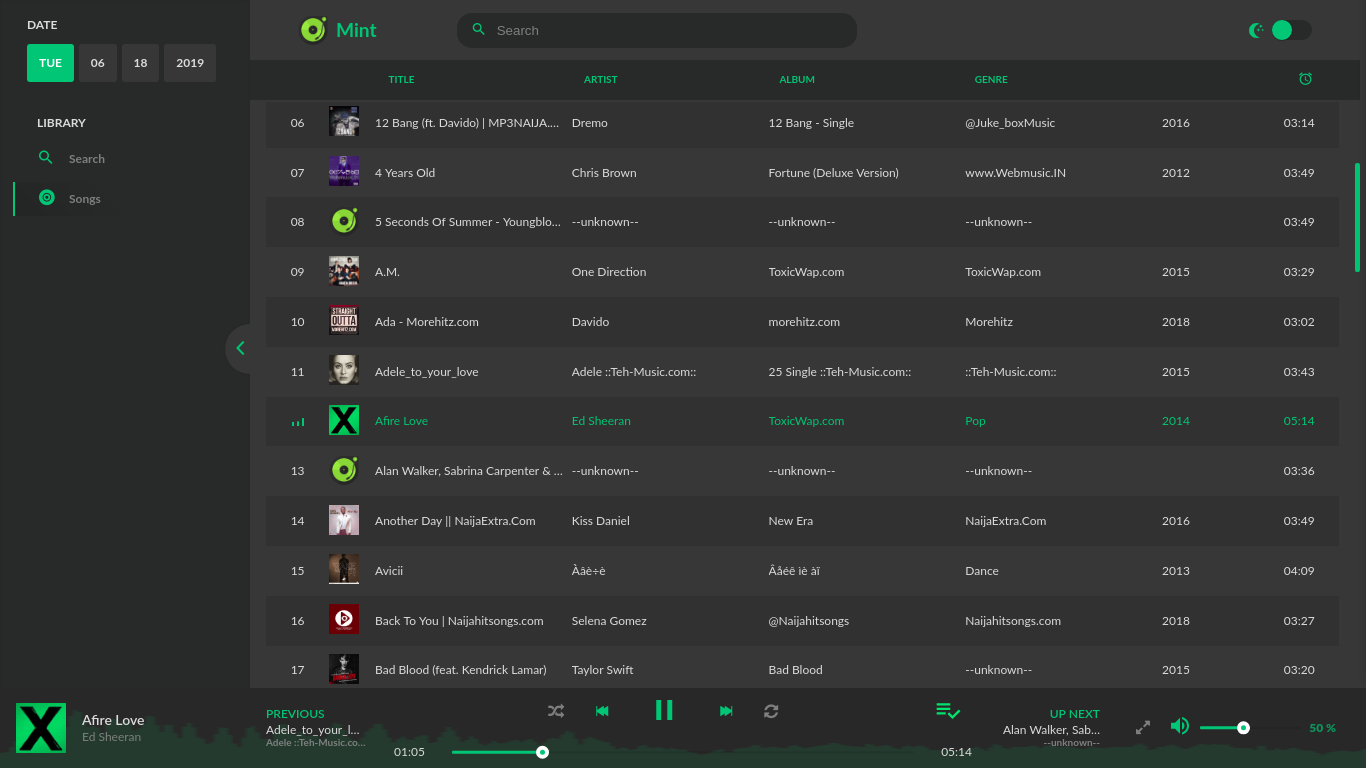 DATE
TUE 06 18 2019
LIBRARY
Search
Songs
Mint
Search
TITLE ARTIST ALBUM GENRE
06 12 Bang (ft. Davido) | MP3NAIJA.... Dremo 12 Bang - Single @Juke_boxMusic 2016 03:14
07 4 Years Old Chris Brown Fortune (Deluxe Version) www.Webmusic.IN 2012 03:49
08 5 Seconds Of Summer - Youngblo... --unknown-- --unknown-- --unknown-- 03:49
09 A.M. One Direction ToxicWap.com ToxicWap.com 2015 03:29
10 Ada - Morehitz.com Davido morehitz.com Morehitz 2018 03:02
11 Adele_to_your_love Adele ::Teh-Music.com:: 25 Single ::Teh-Music.com:: ::Teh-Music.com:: 2015 03:43
Afire Love Ed Sheeran ToxicWap.com Pop 2014 05:14
13 Alan Walker, Sabrina Carpenter & ... --unknown-- --unknown-- --unknown-- 03:36
14 Another Day || NaijaExtra.Com Kiss Daniel New Era NaijaExtra.Com 2016 03:49
15 Avicii Àâè÷è Âåéê ìè àï Dance 2013 04:09
16 Back To You | Naijahitsongs.com Selena Gomez @Naijahitsongs Naijahitsongs.com 2018 03:27
17 Bad Blood (feat. Kendrick Lamar) Taylor Swift Bad Blood --unknown-- 2015 03:20
STRAIGHT
OUTTA
MOREHITZ.COM
Afire Love
Ed Sheeran
PREVIOUS
Adele_to_your_l...
Adele ::Teh-Music.co...
01:05
05:14
UP NEXT
Alan Walker, Sab...
--unknown--
50 %